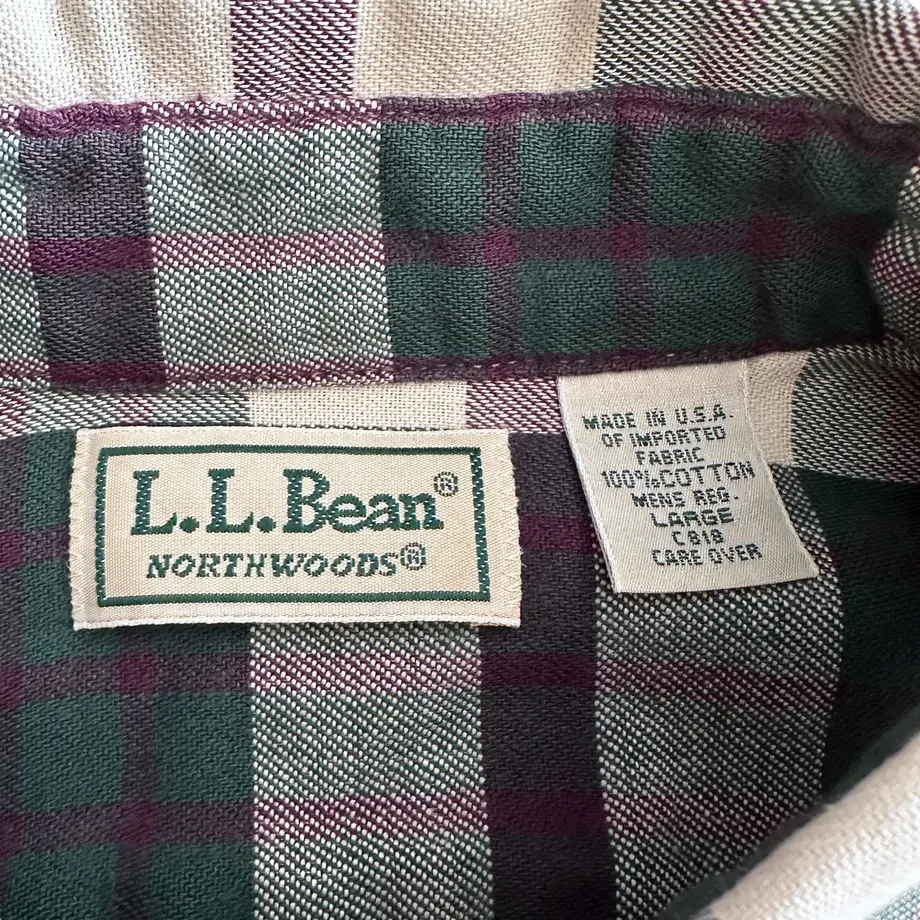 L.L.Bean®
NORTHWOODS®
MADE IN U.S.A.
OF IMPORTED
FABRIC
100% COTTON
MENS REG.
LARGE
C818
CARE OVER